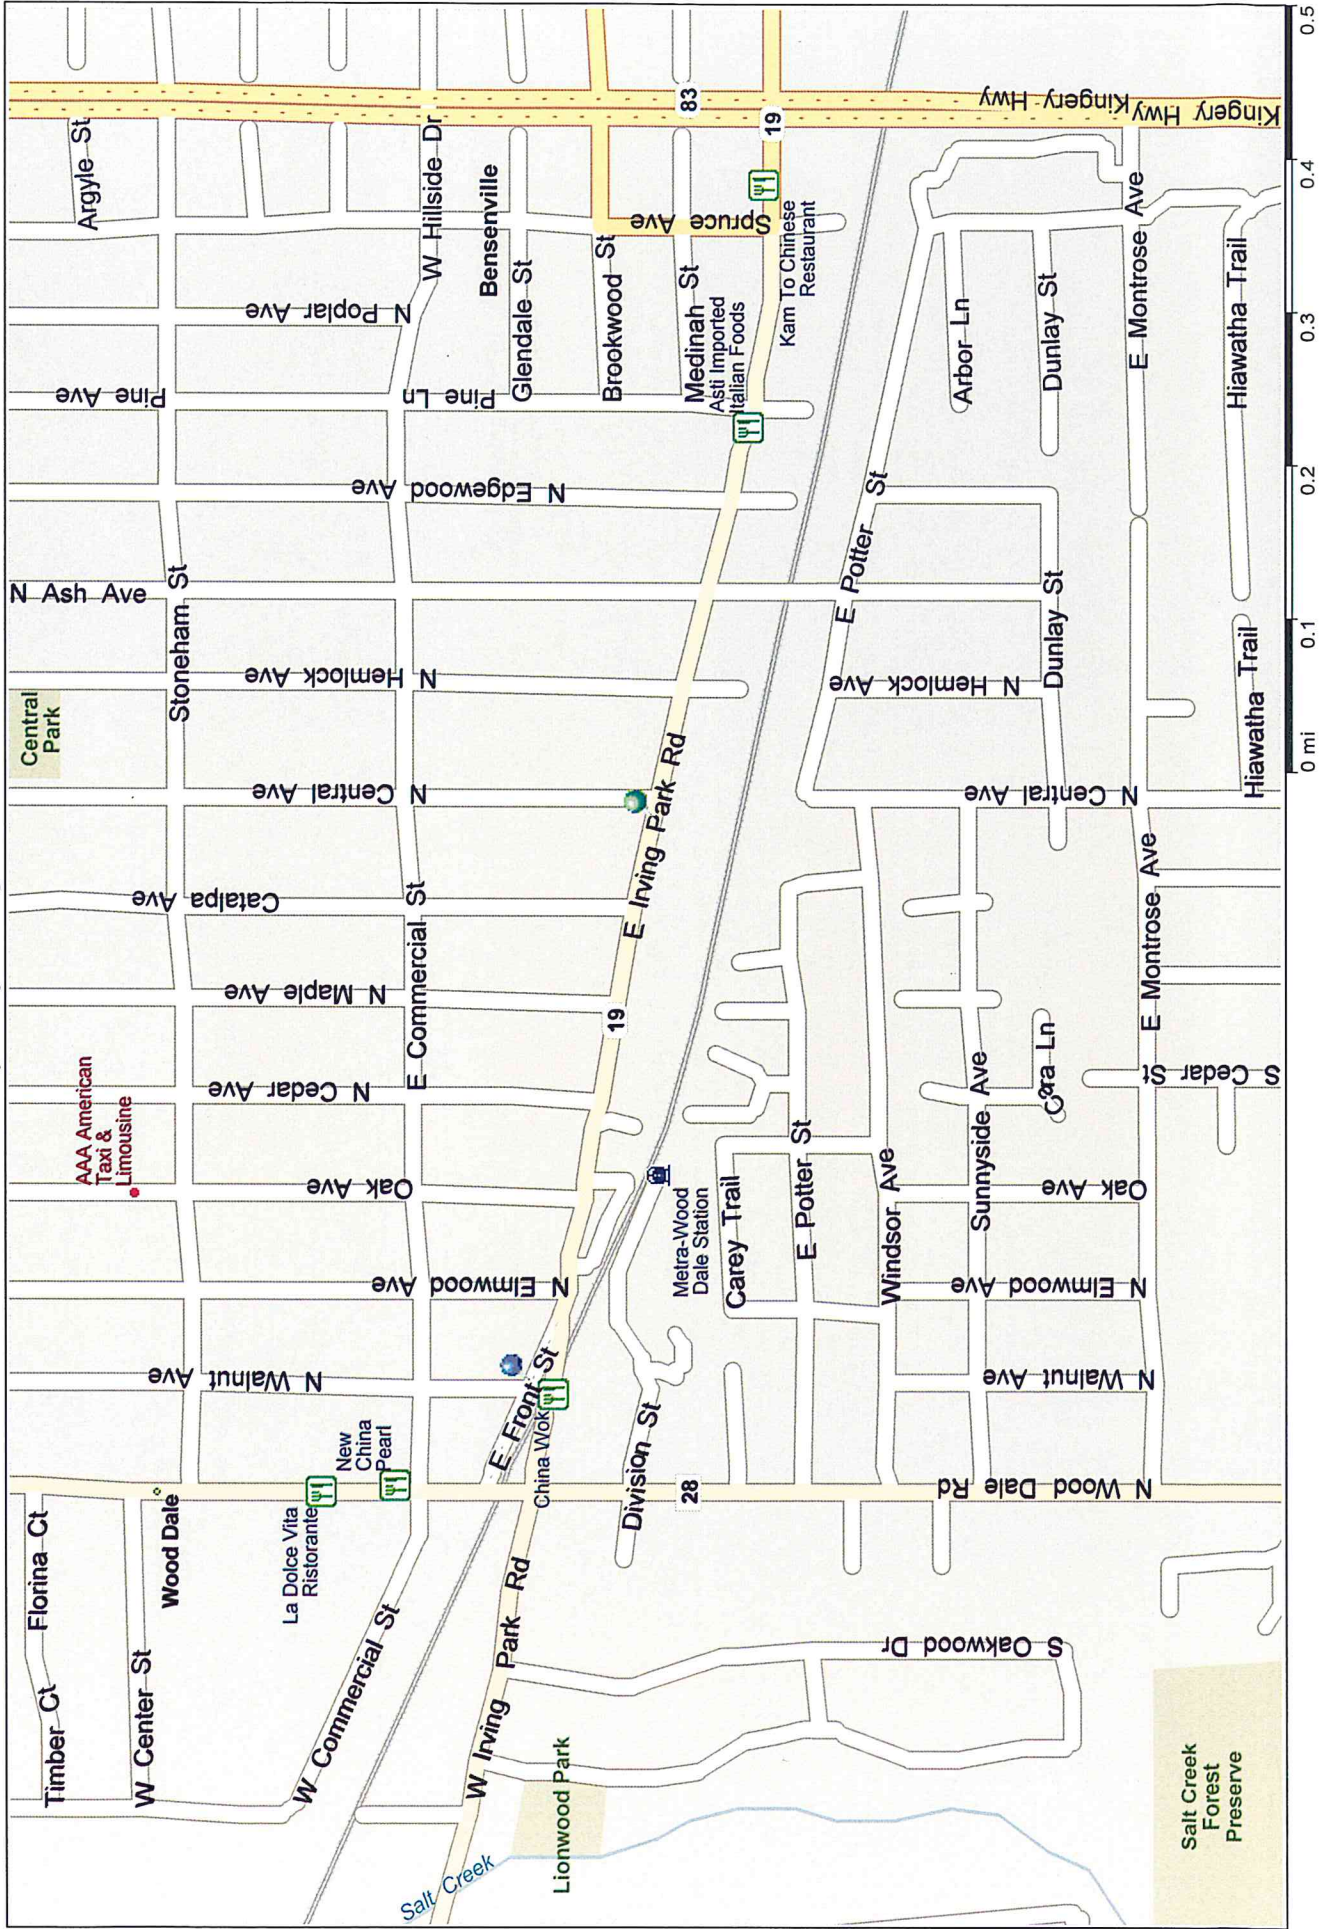 Timber Ct
Florina Ct
Central
Park
N Ash Ave
AAA American
Taxi &
Limousine
Argyle St
W Center St
Wood Dale
Stoneham St
Pine Ave
Catalpa Ave
N Walnut Ave
La Dolce Vita
Ristorante
New
China
Pearl
N Cedar Ave
N Maple Ave
N Central Ave
N Hemlock Ave
N Poplar Ave
Oak Ave
N Elmwood Ave
N Edgewood Ave
W Commercial St
E Commercial St
W Hillside Dr
Pine Ln
Bensenville
Glendale St
Salt Creek
W Irving Park Rd
E Front St
China Wok
Brookwood St
Lionwood Park
19
E Irving Park Rd
Division St
28
Metra-Wood
Dale Station
Medinah St
Spruce Ave
83
Asti Imported
Italian Foods
Carey Trail
19
Kam To Chinese
Restaurant
E Potter St
E Potter St
Windsor Ave
N Hemlock Ave
S Oakwood Dr
N Wood Dale Rd
Sunnyside Ave
Arbor Ln
N Walnut Ave
N Elmwood Ave
Oak Ave
Cara Ln
N Central Ave
Dunlay St
Dunlay St
Kingery Hwy
E Montrose Ave
E Montrose Ave
Kingery Hwy
Salt Creek
Forest
Preserve
S Cedar St
Hiawatha Trail
Hiawatha Trail
Kingery Hwy
0 mi
0.1
0.2
0.3
0.4
0.5